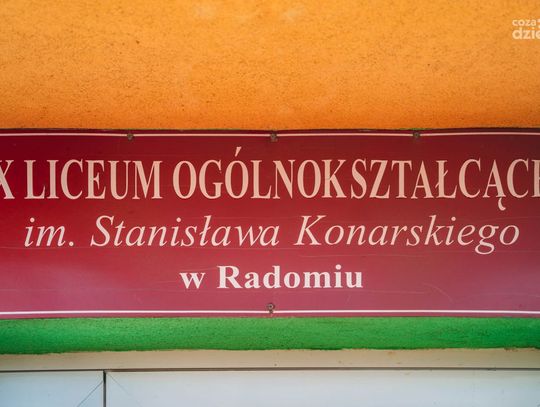 X LICEUM OGÓLNOKSZTAŁCĄCE
im. Stanisława Konarskiego
w Radomiu